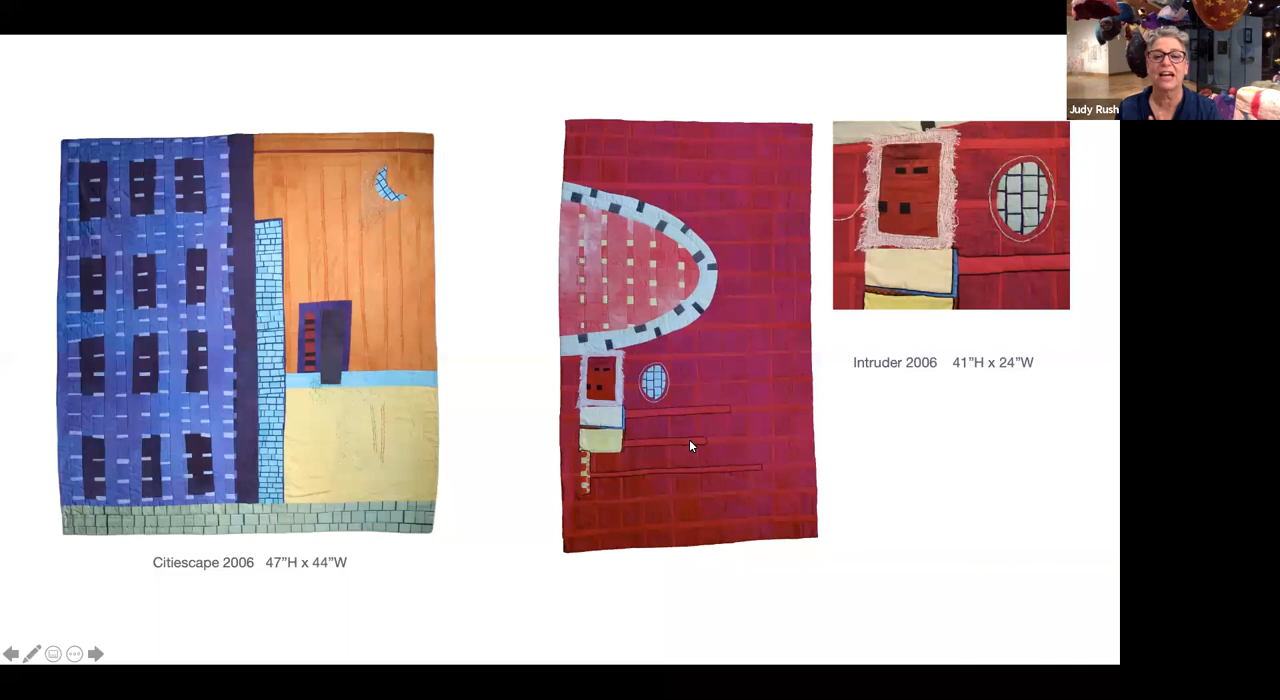 Judy Rush
Intruder 2006 41”H x 24”W
Citiescape 2006 47”H x 44”W